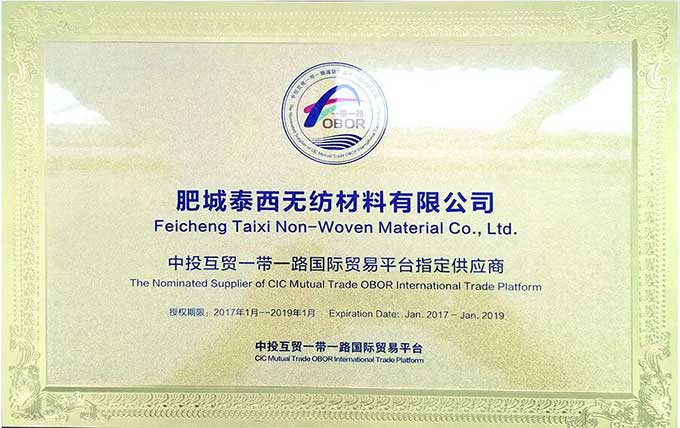 一带一路
OBOR
肥城泰西无纺材料有限公司
Feicheng Taixi Non-Woven Material Co., Ltd.
中投互贸一带一路国际贸易平台指定供应商
The Nominated Supplier of CIC Mutual Trade OBOR International Trade Platform
授权期限：2017年1月--2019年1月 Expiration Date: Jan. 2017 - Jan. 2019
中投互贸一带一路国际贸易平台
CIC Mutual Trade OBOR International Trade Platform